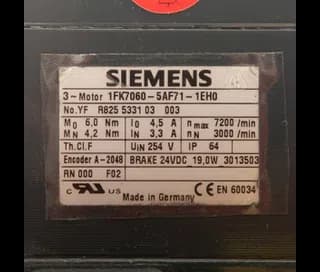 SIEMENS
3~Motor 1FK7060-5AF71-1EH0
No.YF R825 5331 03 003
M0 6,0 Nm I0 4,5 A nmax 7200/min
MN 4,2 Nm IN 3,3 A nN 3000/min
Th.Cl.F UIN 254 V IP 64
Encoder A-2048 BRAKE 24VDC 19,0W 3013503
RN 000 F02
c RU US CE EN 60034
Made in Germany